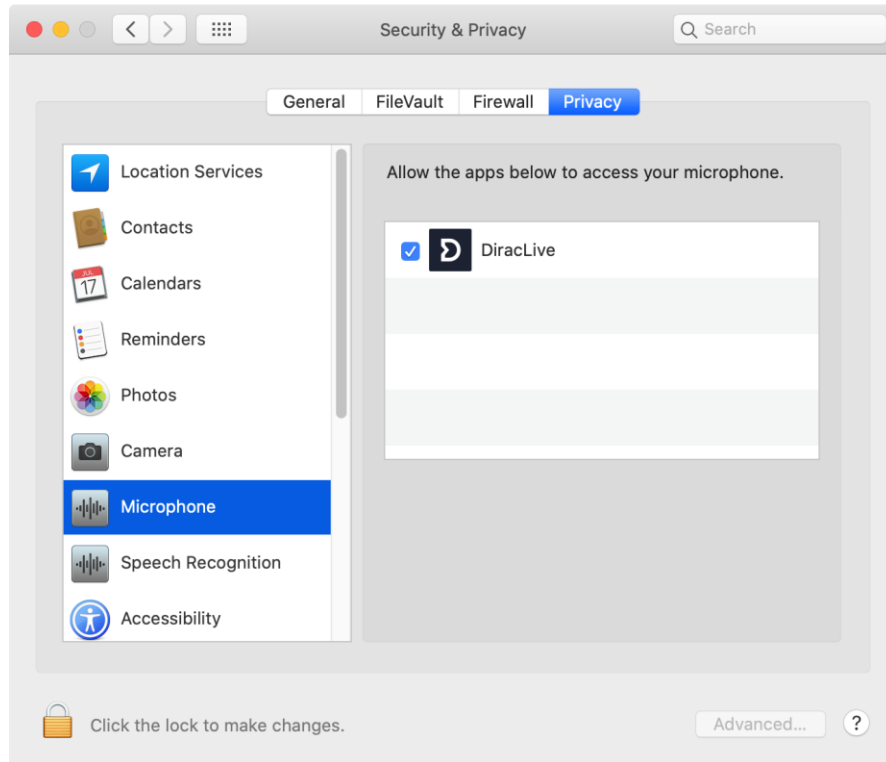 Security & Privacy
Search
General FileVault Firewall Privacy
Location Services
Contacts
JUL
17
Calendars
Reminders
Photos
Camera
Microphone
Speech Recognition
Accessibility
Allow the apps below to access your microphone.
DiracLive
Click the lock to make changes.
Advanced...
?